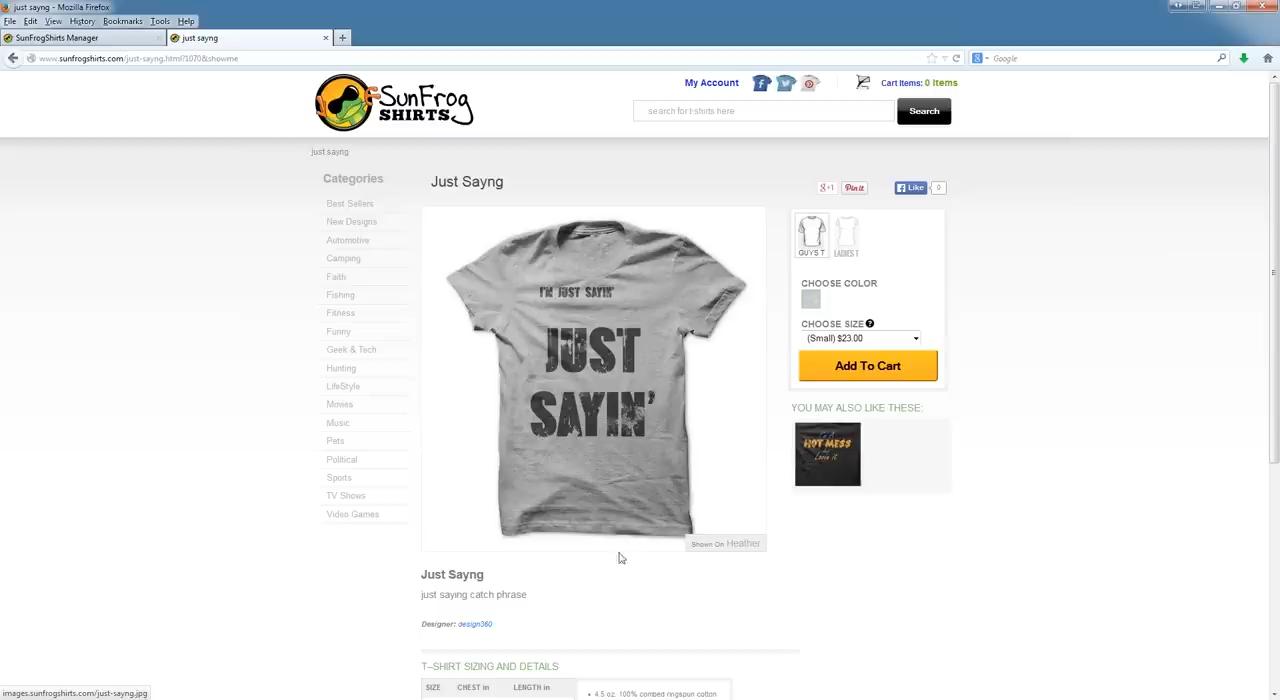 just sayng - Mozilla Firefox
File Edit View History Bookmarks Tools Help
SunFrogShirts Manager
just sayng
www.sunfrogshirts.com/just-sayng.html?1070&showme
Google
SunFrog
SHIRTS
My Account
Cart Items: 0 Items
search for t-shirts here
Search
just sayng
Categories
Best Sellers
New Designs
Automotive
Camping
Faith
Fishing
Fitness
Funny
Geek & Tech
Hunting
LifeStyle
Movies
Music
Pets
Political
Sports
TV Shows
Video Games
Just Sayng
g+1
Pin it
Like
0
I'M JUST SAYIN'
JUST
SAYIN'
Shown On Heather
GUYS T
LADIES T
CHOOSE COLOR
CHOOSE SIZE
(Small) $23.00
Add To Cart
YOU MAY ALSO LIKE THESE:
HOT MESS
Lovin it
Just Sayng
just saying catch phrase
Designer: design360
T-SHIRT SIZING AND DETAILS
SIZE CHEST in LENGTH in
• 4.5 oz. 100% combed ringspun cotton
images.sunfrogshirts.com/just-sayng.jpg